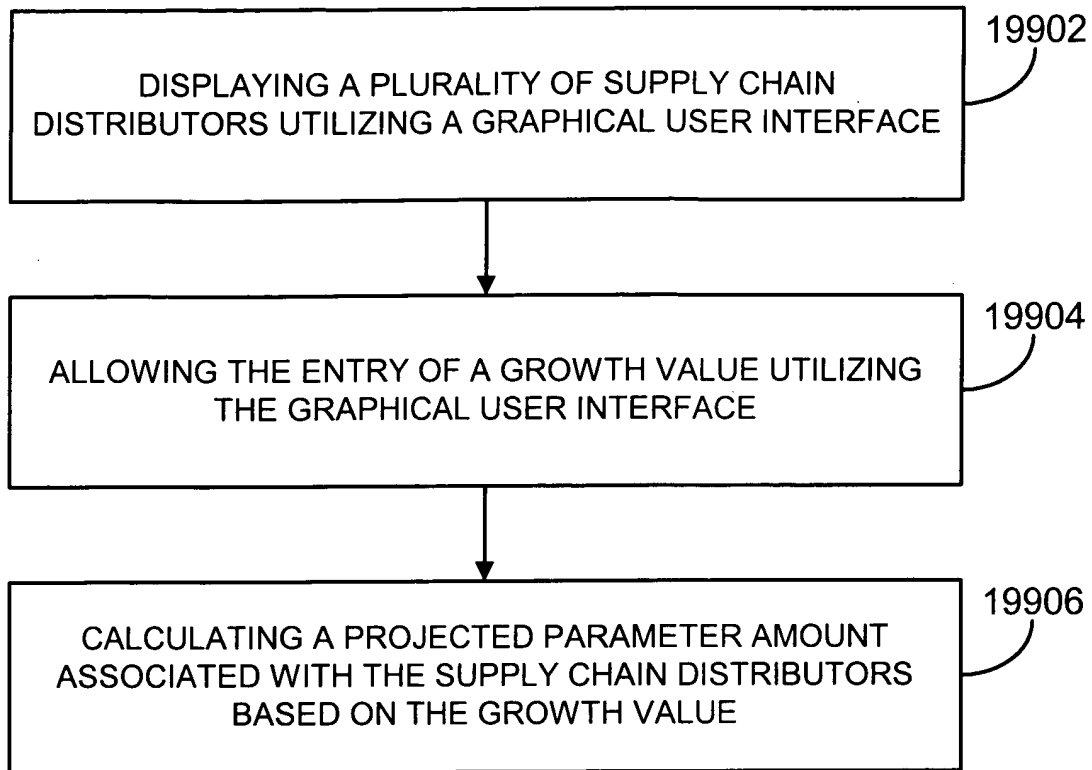 19902
DISPLAYING A PLURALITY OF SUPPLY CHAIN
DISTRIBUTORS UTILIZING A GRAPHICAL USER INTERFACE
19904
ALLOWING THE ENTRY OF A GROWTH VALUE UTILIZING
THE GRAPHICAL USER INTERFACE
19906
CALCULATING A PROJECTED PARAMETER AMOUNT
ASSOCIATED WITH THE SUPPLY CHAIN DISTRIBUTORS
BASED ON THE GROWTH VALUE